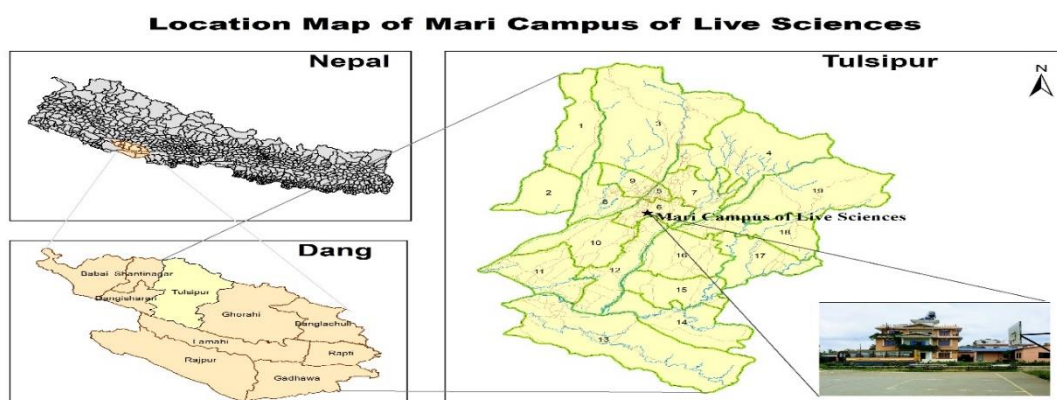 Location Map of Mari Campus of Live Sciences
Nepal
Dang
Babai
Shantinagar
Dangisharan
Tulsipur
Ghorahi
Banglachuli
Lamahi
Rajpur
Rapti
Gadhawa
Tulsipur
N
1
3
4
2
9
5
7
19
8
6
Mari Campus of Live Sciences
18
10
16
17
11
12
15
14
13